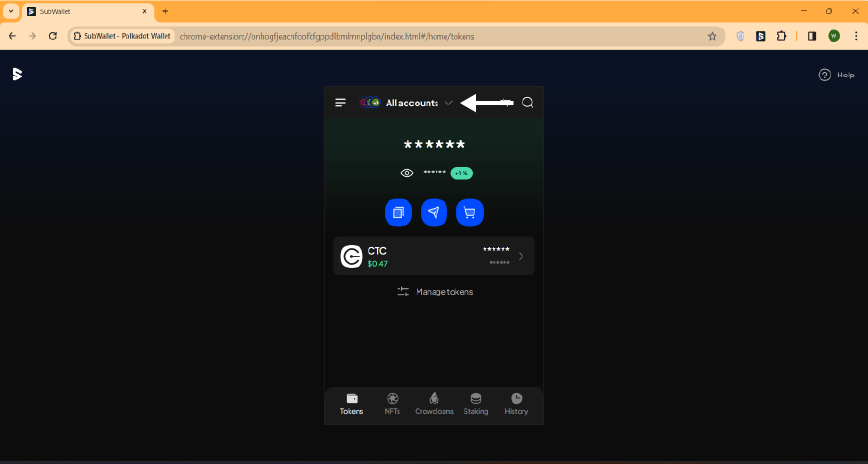 SubWallet
SubWallet - Polkadot Wallet
chrome-extension://onhogfjeacnfoofkfgppdlbmlmnplgbn/index.html#/home/tokens
W
Help
All accounts
******
******
+1%
CTC
******
$0.47
******
Manage tokens
Tokens
NFTs
Crowdloans
Staking
History